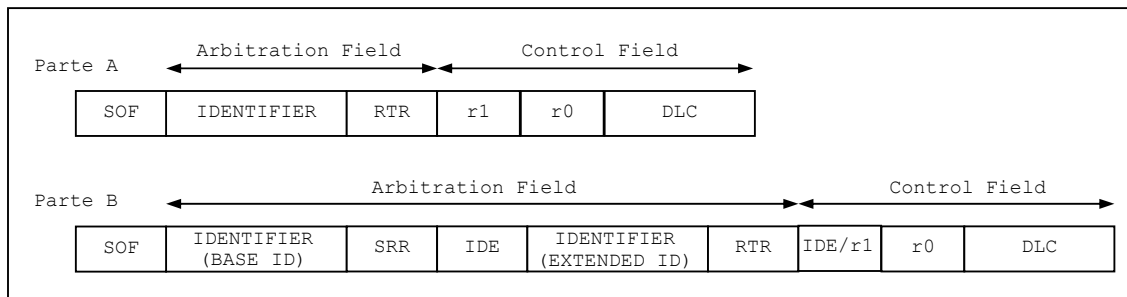 Arbitration Field Control Field
Parte A
SOF IDENTIFIER RTR r1 r0 DLC
Arbitration Field Control Field
Parte B
SOF IDENTIFIER (BASE ID) SRR IDE IDENTIFIER (EXTENDED ID) RTR IDE/r1 r0 DLC